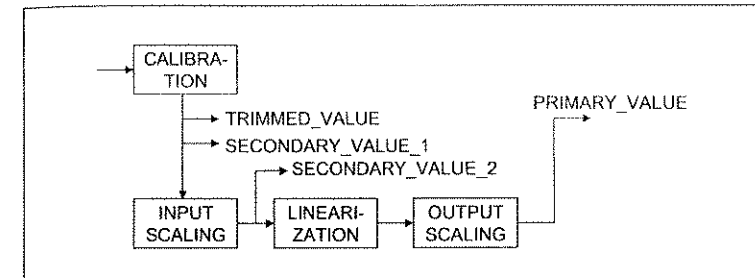 CALIBRA-
TION
PRIMARY_VALUE
TRIMMED_VALUE
SECONDARY_VALUE_1
SECONDARY_VALUE_2
INPUT
SCALING
LINEARI-
ZATION
OUTPUT
SCALING